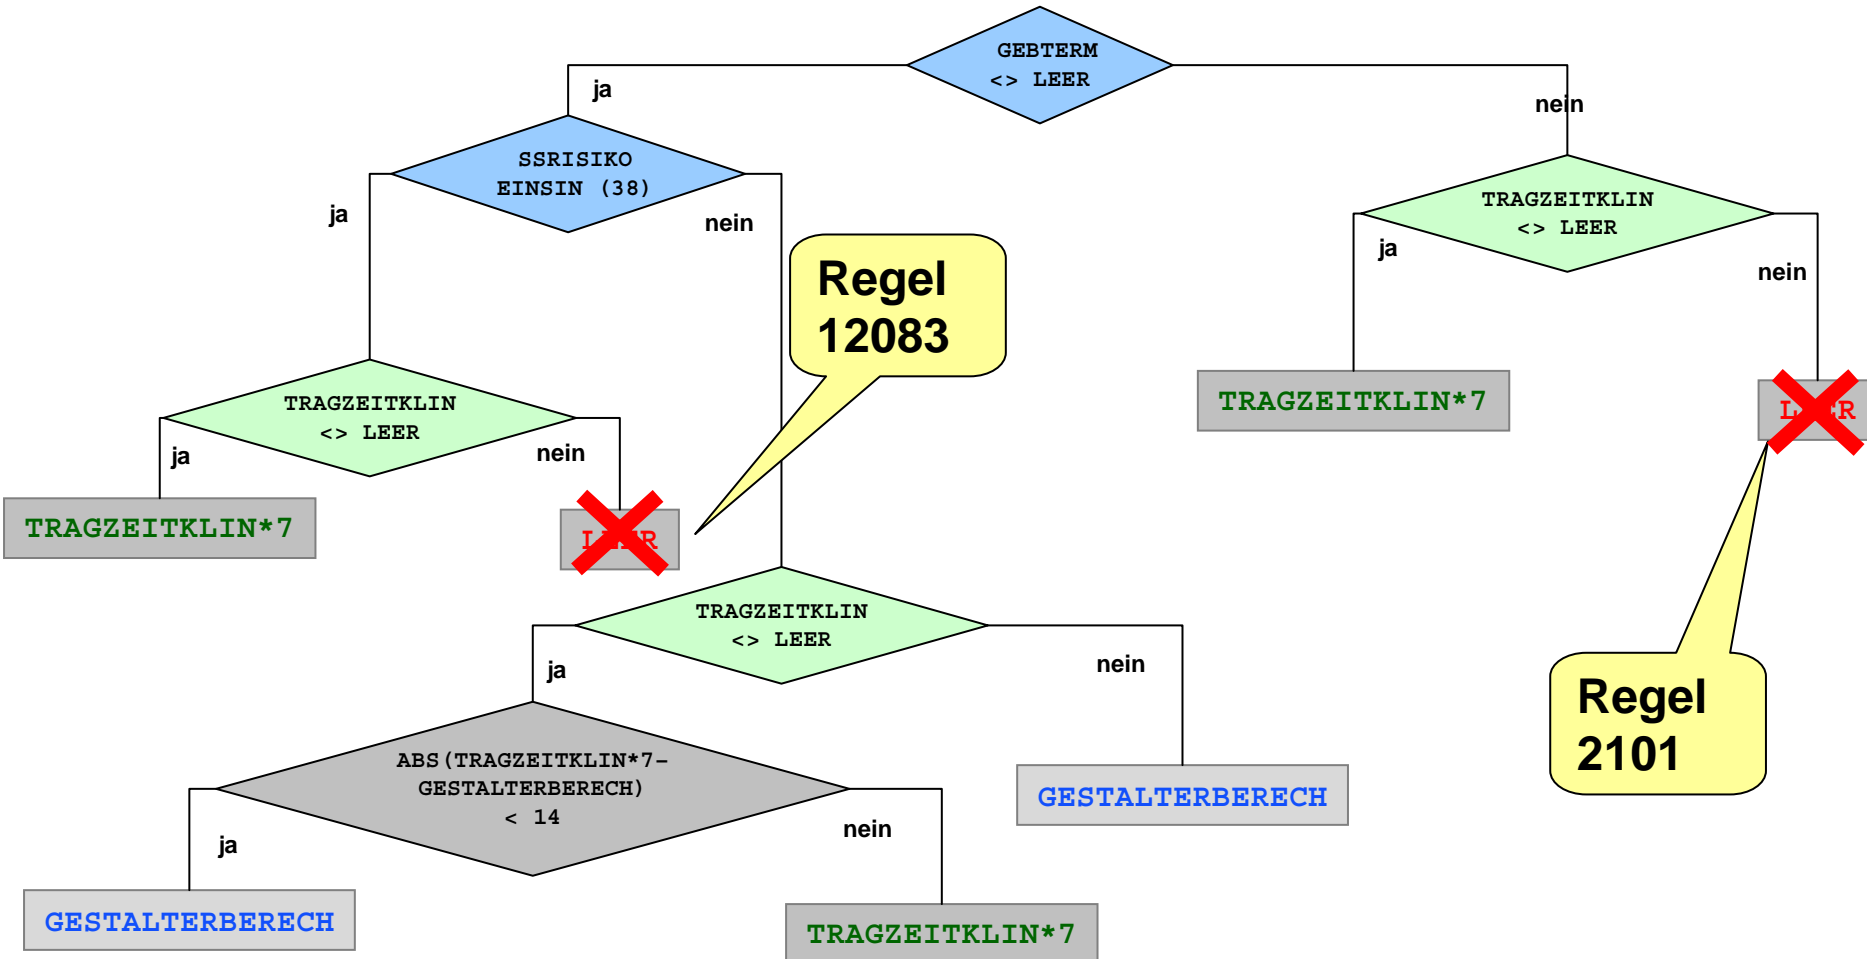 GEBTERM
<> LEER
ja
nein
SSRISIKO
EINSIN (38)
ja
nein
TRAGZEITKLIN
<> LEER
ja
nein
Regel
12083
TRAGZEITKLIN*7
TRAGZEITKLIN
<> LEER
ja
nein
TRAGZEITKLIN*7
TRAGZEITKLIN
<> LEER
ja
nein
Regel
2101
ABS(TRAGZEITKLIN*7-
GESTALTERBERECH)
< 14
ja
nein
GESTALTERBERECH
GESTALTERBERECH
TRAGZEITKLIN*7